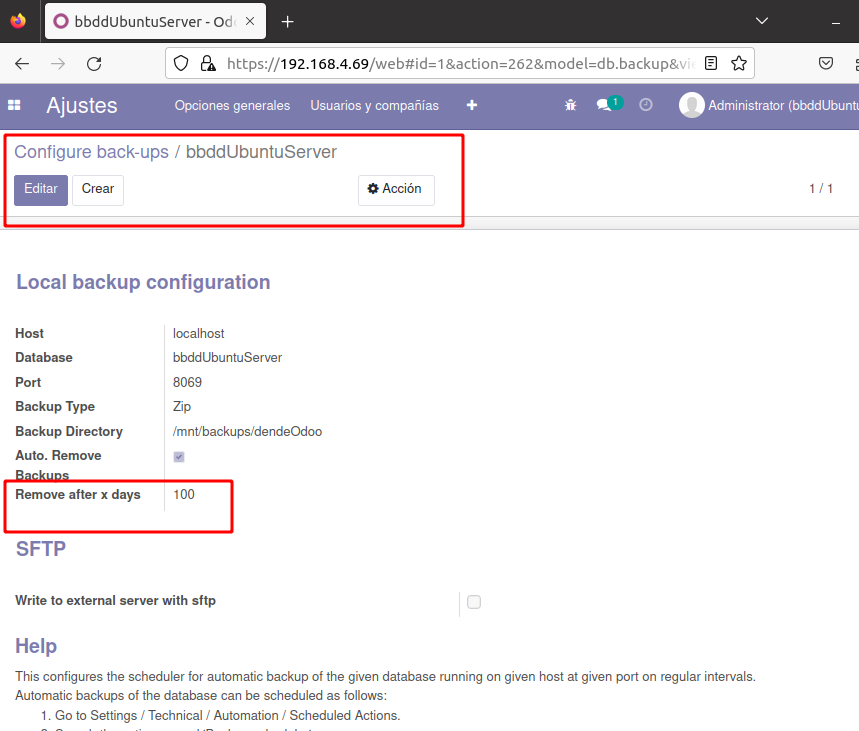 bbddUbuntuServer - Od
https://192.168.4.69/web#id=1&action=262&model=db.backup&vi
Ajustes Opciones generales Usuarios y compañías 1 Administrator (bbddUbuntu
Configure back-ups / bbddUbuntuServer
Editar Crear Acción 1 / 1
Local backup configuration
Host localhost
Database bbddUbuntuServer
Port 8069
Backup Type Zip
Backup Directory /mnt/backups/dendeOdoo
Auto. Remove
Backups
Remove after x days 100
SFTP
Write to external server with sftp
Help
This configures the scheduler for automatic backup of the given database running on given host at given port on regular intervals.
Automatic backups of the database can be scheduled as follows:
1. Go to Settings / Technical / Automation / Scheduled Actions.